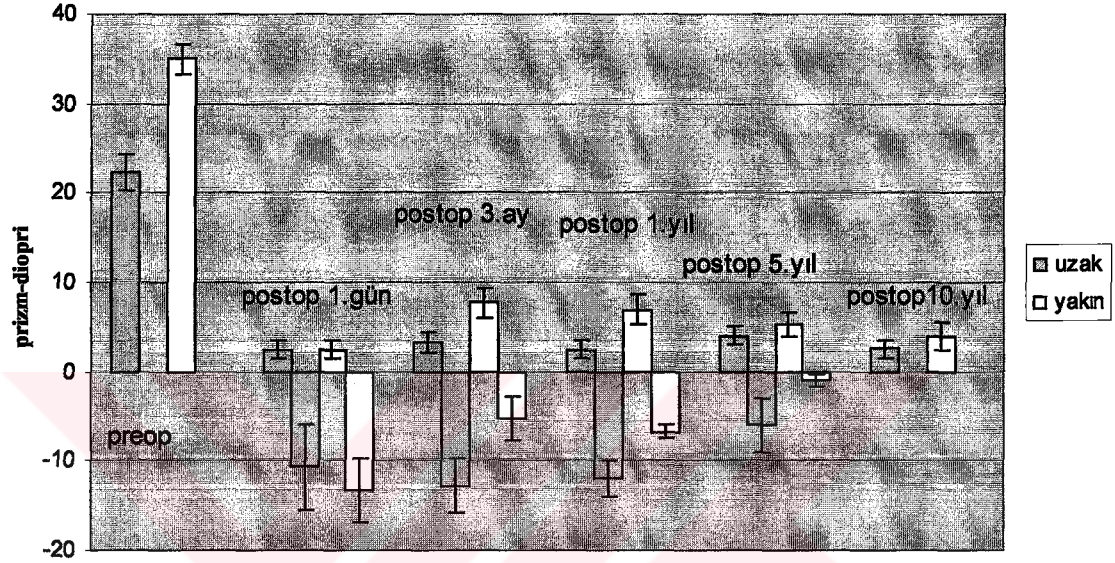 40
30
20
10
0
-10
-20
prizm-diopri
preop
postop 1.gün
postop 3.ay
postop 1.yıl
postop 5.yıl
postop10.yıl
uzak
yakın